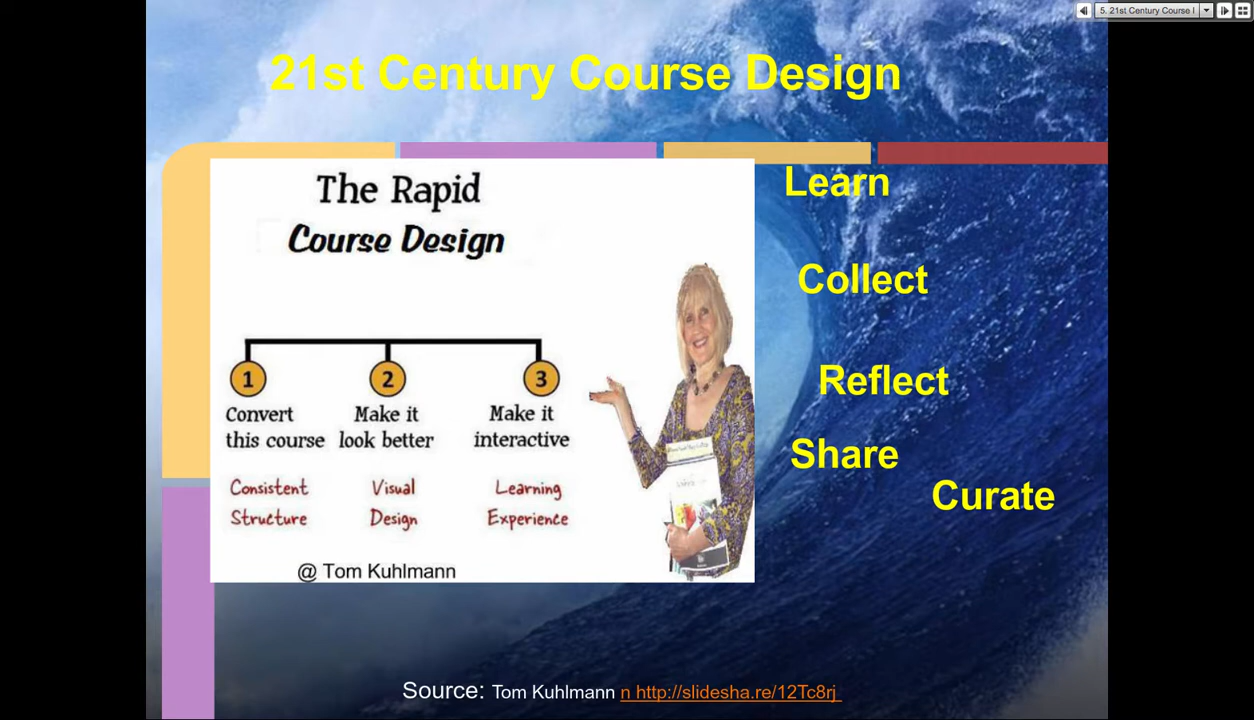 5. 21st Century Course I
21st Century Course Design
The Rapid
Course Design
1
2
3
Convert
this course
Make it
look better
Make it
interactive
Consistent
Structure
Visual
Design
Learning
Experience
@ Tom Kuhlmann
Learn
Collect
Reflect
Share
Curate
Source: Tom Kuhlmann n http://slidesha.re/12Tc8rj